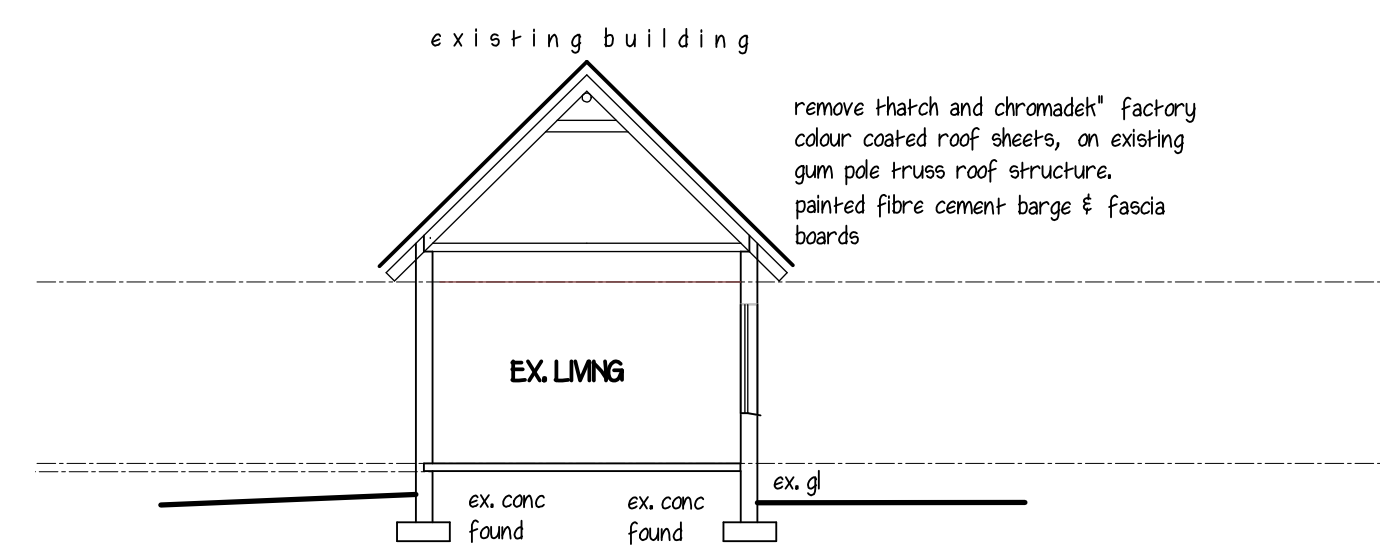 existing building
remove thatch and chromadek" factory
colour coated roof sheets, on existing
gum pole truss roof structure.
painted fibre cement barge & fascia
boards
EX. LIVING
ex. gl
ex. conc
found
ex. conc
found